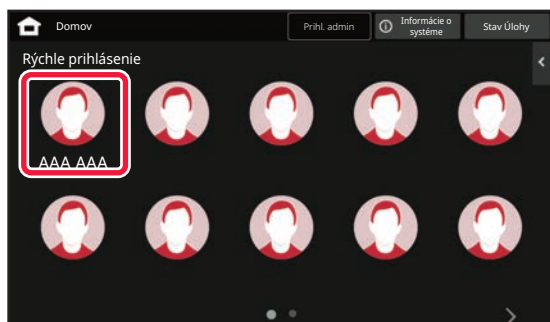 Domov
Prihl. admin
Informácie o
systéme
Stav Úlohy
Rýchle prihlásenie
AAA AAA